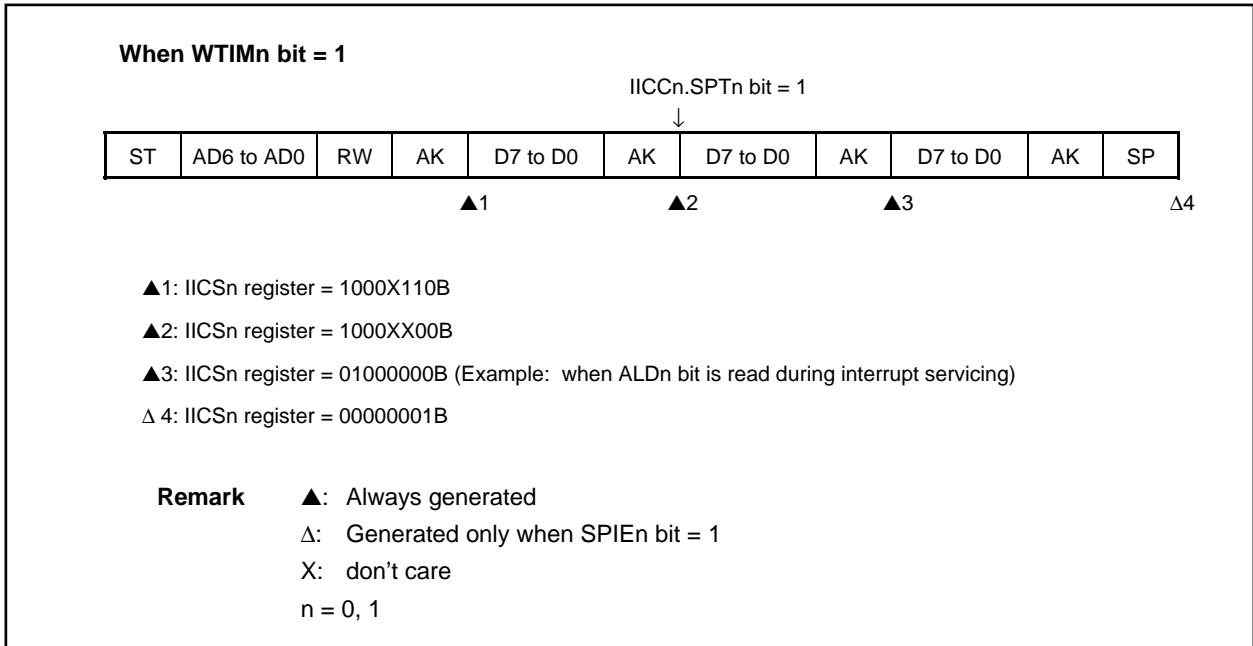 When WTIMn bit = 1
IICCn.SPTn bit = 1
↓
ST AD6 to AD0 RW AK D7 to D0 AK D7 to D0 AK D7 to D0 AK SP
▲1 ▲2 ▲3 Δ4
▲1: IICSn register = 1000X110B
▲2: IICSn register = 1000XX00B
▲3: IICSn register = 01000000B (Example: when ALDn bit is read during interrupt servicing)
Δ 4: IICSn register = 00000001B
Remark ▲: Always generated
Δ: Generated only when SPIEn bit = 1
X: don't care
n = 0, 1